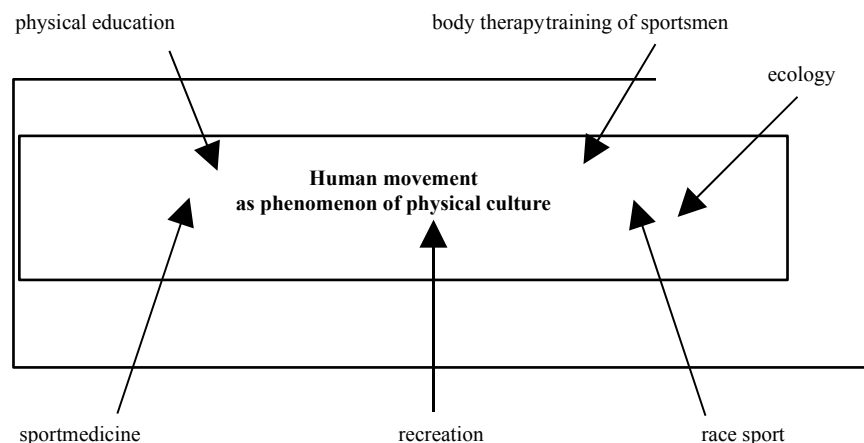 physical education
body therapytraining of sportsmen
ecology
Human movement
as phenomenon of physical culture
sportmedicine
recreation
race sport